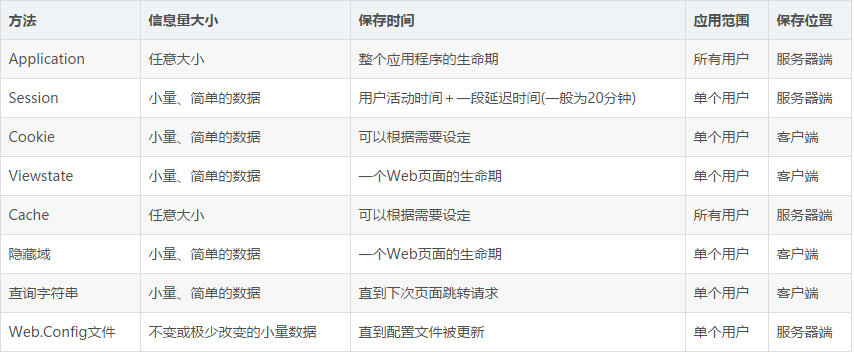 方法 信息量大小 保存时间 应用范围 保存位置
Application 任意大小 整个应用程序的生命期 所有用户 服务器端
Session 小量、简单的数据 用户活动时间＋一段延迟时间(一般为20分钟) 单个用户 服务器端
Cookie 小量、简单的数据 可以根据需要设定 单个用户 客户端
Viewstate 小量、简单的数据 一个Web页面的生命期 单个用户 客户端
Cache 任意大小 可以根据需要设定 所有用户 服务器端
隐藏域 小量、简单的数据 一个Web页面的生命期 单个用户 客户端
查询字符串 小量、简单的数据 直到下次页面跳转请求 单个用户 客户端
Web.Config文件 不变或极少改变的小量数据 直到配置文件被更新 单个用户 服务器端